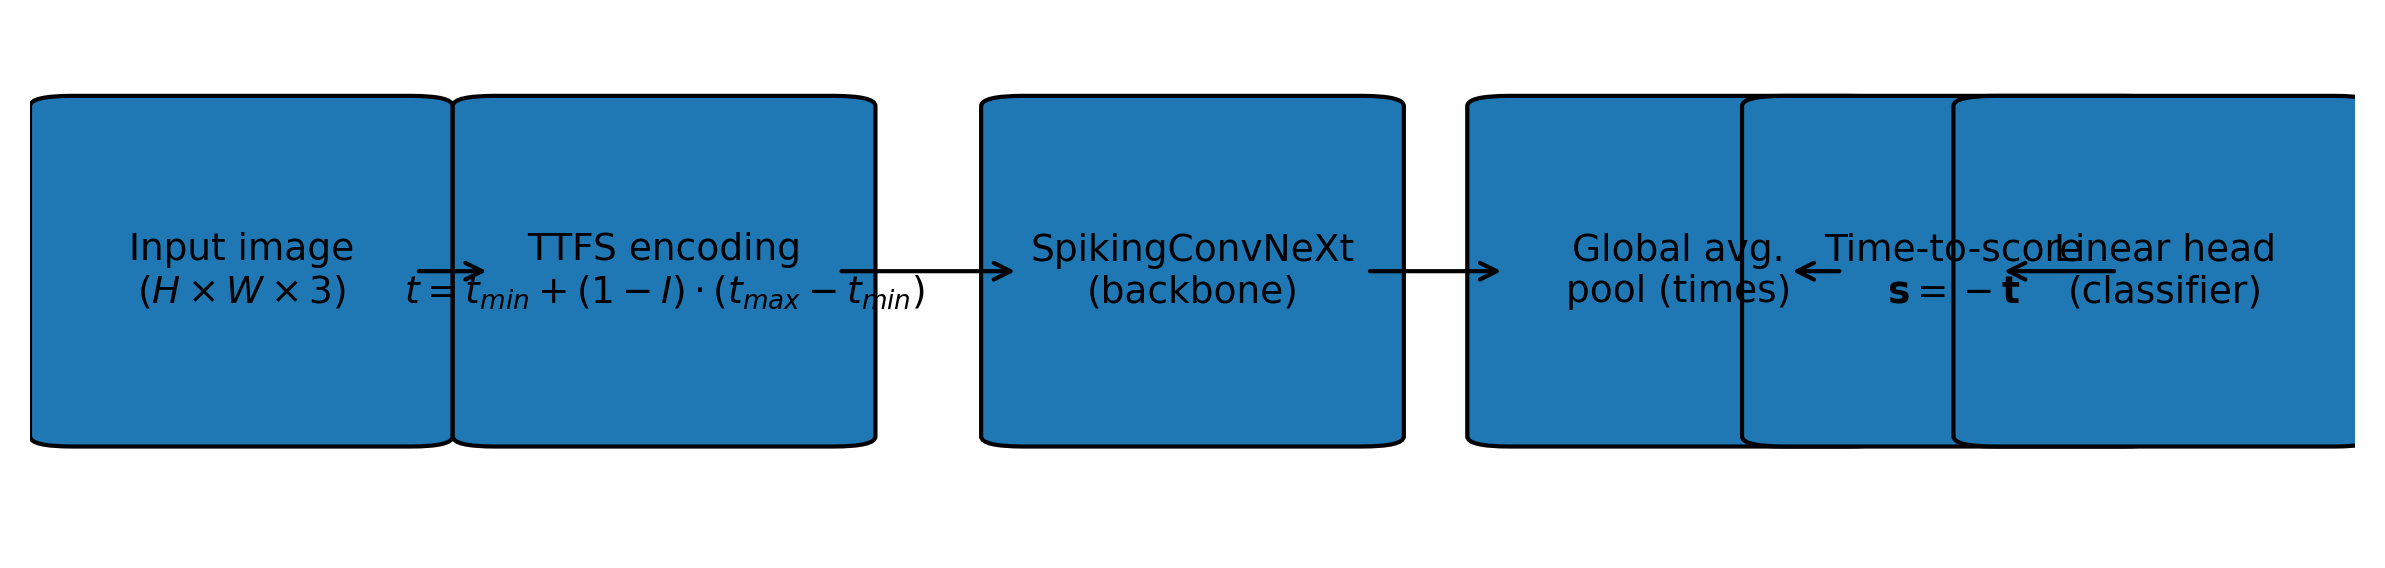 Input image
(H × W × 3)
TTFS encoding
t = t_min + (1 − I) · (t_max − t_min)
SpikingConvNeXt
(backbone)
Global avg.
pool (times)
Time-to-score
s = −t
Linear head
(classifier)